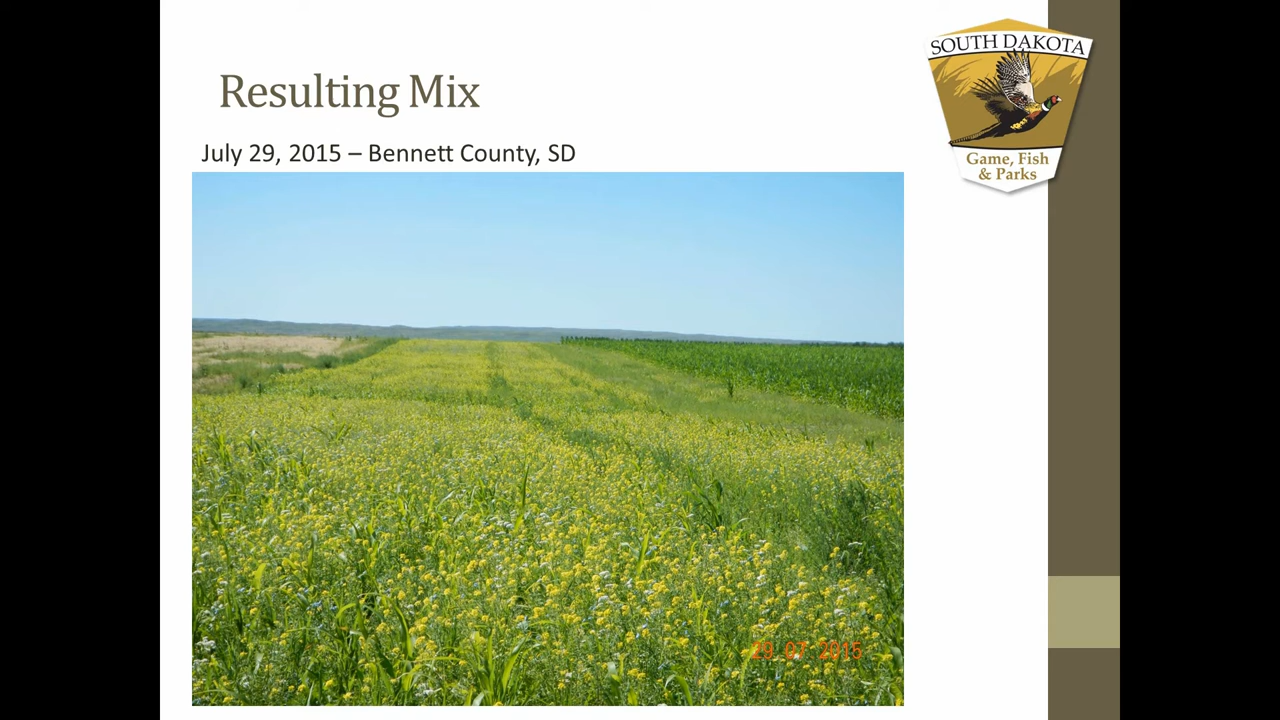 Resulting Mix
July 29, 2015 – Bennett County, SD
SOUTH DAKOTA
Game, Fish
& Parks
29 07 2015